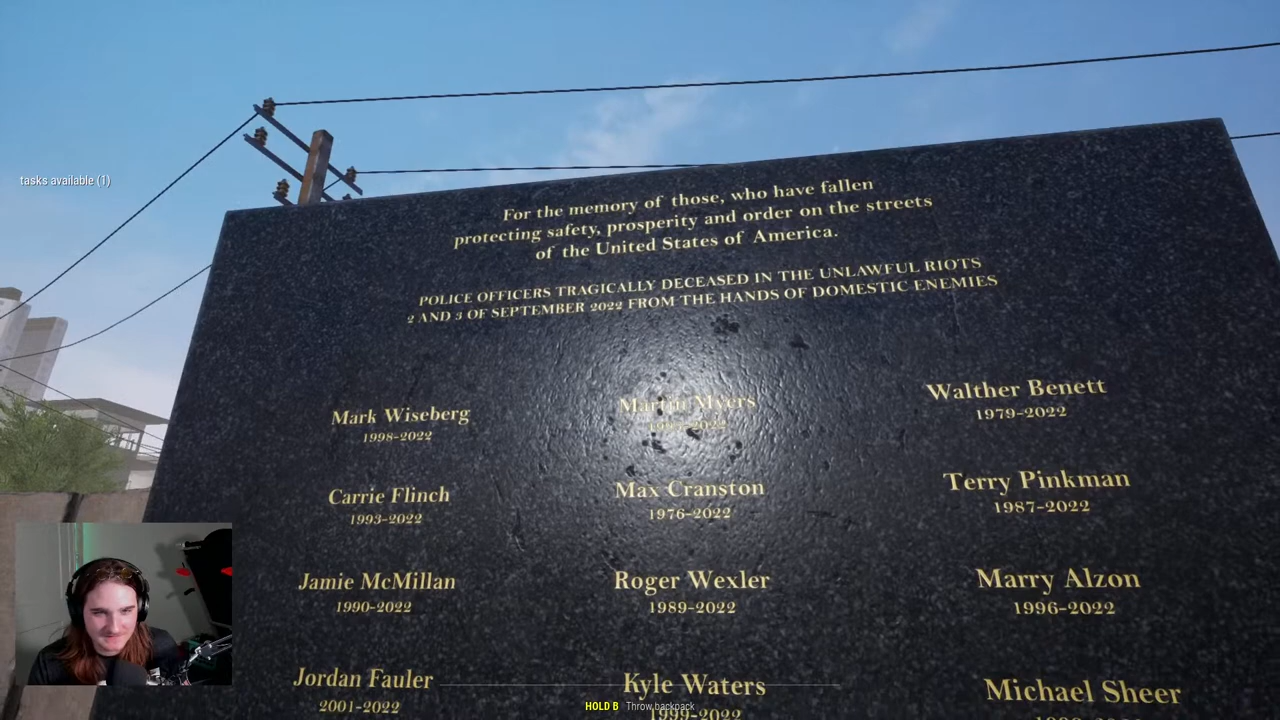 tasks available (1)
For the memory of those, who have fallen
protecting safety, prosperity and order on the streets
of the United States of America.
POLICE OFFICERS TRAGICALLY DECEASED IN THE UNLAWFUL RIOTS
2 AND 3 OF SEPTEMBER 2022 FROM THE HANDS OF DOMESTIC ENEMIES
Mark Wiseberg
1998-2022
Martin Myers
Walther Benett
1979-2022
Carrie Flinch
1993-2022
Max Cranston
1976-2022
Terry Pinkman
1987-2022
Jamie McMillan
1990-2022
Roger Wexler
1989-2022
Marry Alzon
1996-2022
Jordan Fauler
2001-2022
Kyle Waters
1999-2022
Michael Sheer
HOLD B Throw backpack